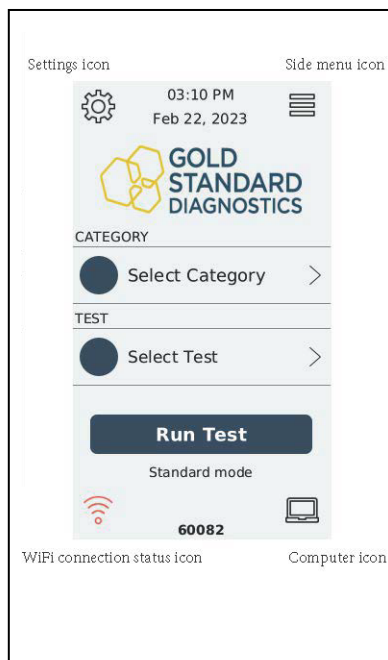 Settings icon Side menu icon
03:10 PM
Feb 22, 2023
GOLD
STANDARD
DIAGNOSTICS
CATEGORY
Select Category
TEST
Select Test
Run Test
Standard mode
60082
WiFi connection status icon Computer icon